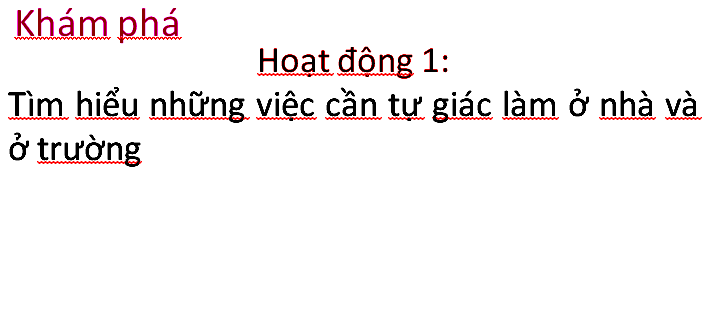 Khám phá
Hoạt động 1:
Tìm hiểu những việc cần tự giác làm ở nhà và
ở trường